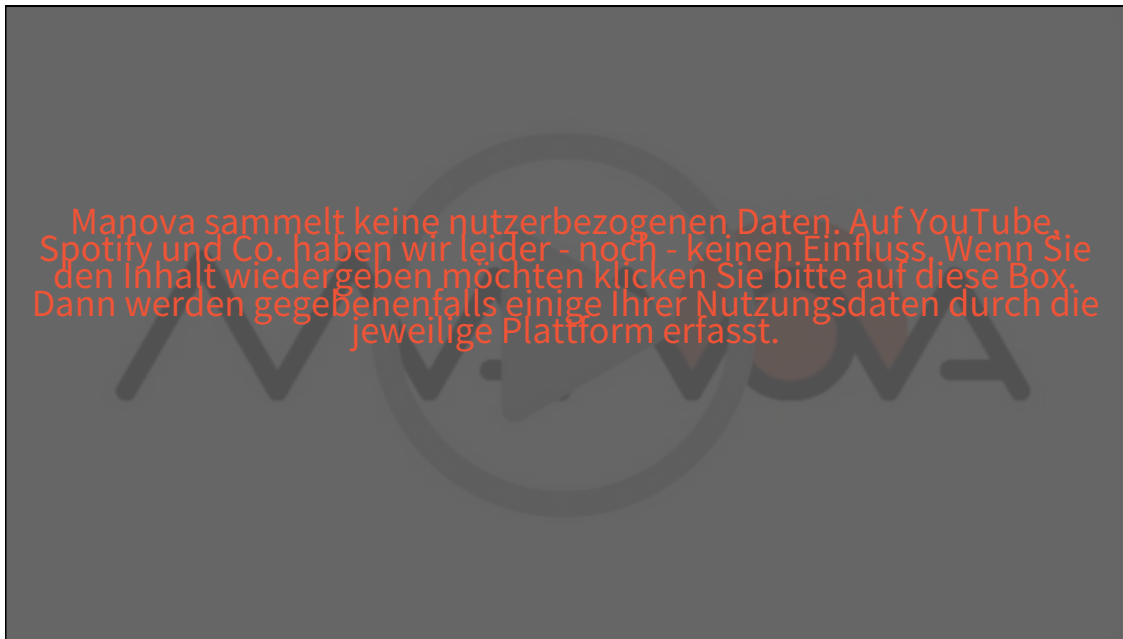 Manova sammelt keine nutzerbezogenen Daten. Auf YouTube,
Spotify und Co. haben wir leider - noch - keinen Einfluss. Wenn Sie
den Inhalt wiedergeben möchten klicken Sie bitte auf diese Box.
Dann werden gegebenenfalls einige Ihrer Nutzungsdaten durch die
jeweilige Plattform erfasst.
MANOVA